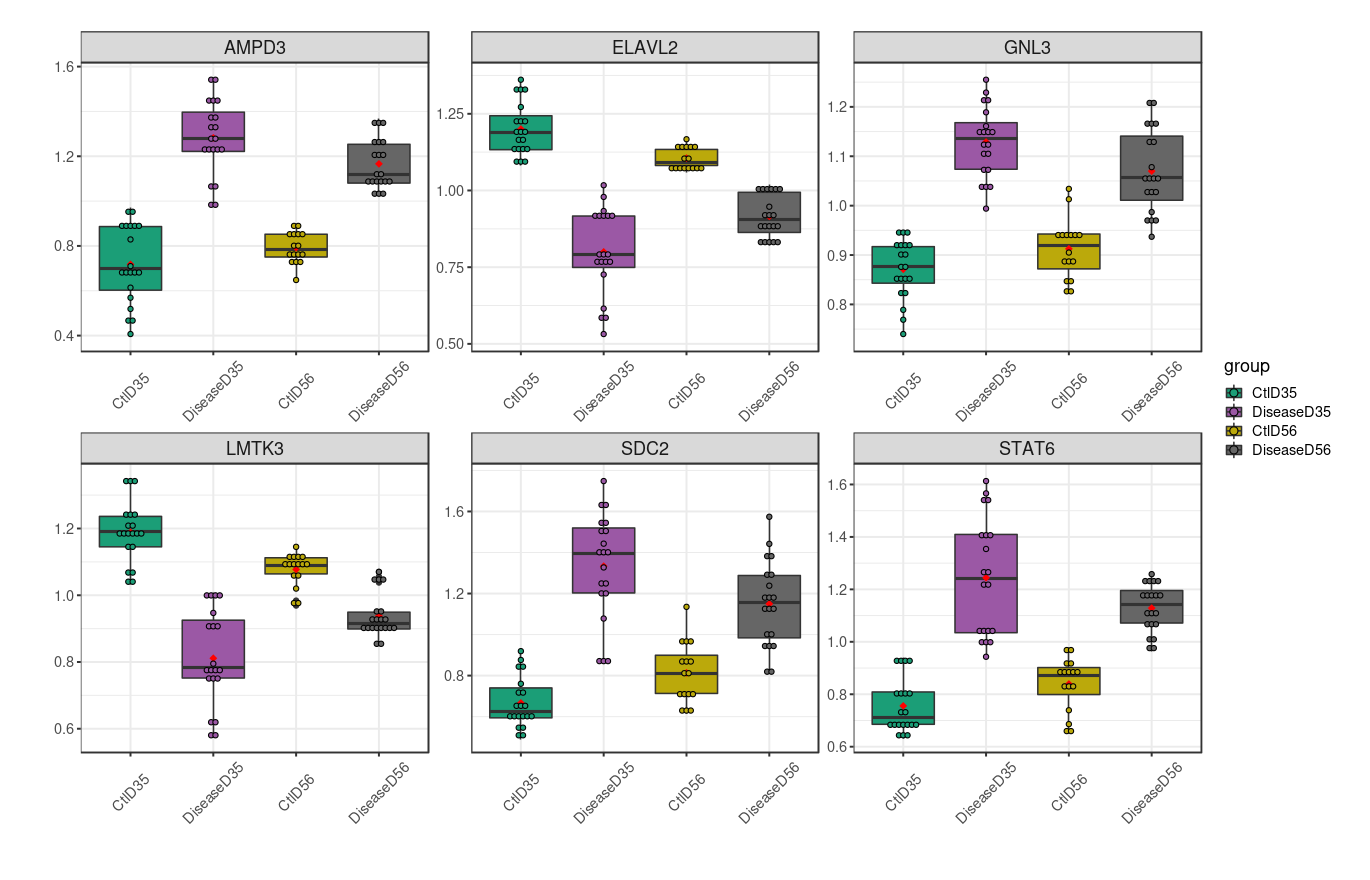 AMPD3
ELAVL2
GNL3
1.6
1.2
0.8
0.4
1.25
1.00
0.75
0.50
1.2
1.1
1.0
0.9
0.8
CtlD35
DiseaseD35
CtlD56
DiseaseD56
CtlD35
DiseaseD35
CtlD56
DiseaseD56
CtlD35
DiseaseD35
CtlD56
DiseaseD56
group
CtlD35
DiseaseD35
CtlD56
DiseaseD56
LMTK3
SDC2
STAT6
1.2
1.0
0.8
0.6
1.6
1.2
0.8
1.6
1.4
1.2
1.0
0.8
0.6
CtlD35
DiseaseD35
CtlD56
DiseaseD56
CtlD35
DiseaseD35
CtlD56
DiseaseD56
CtlD35
DiseaseD35
CtlD56
DiseaseD56